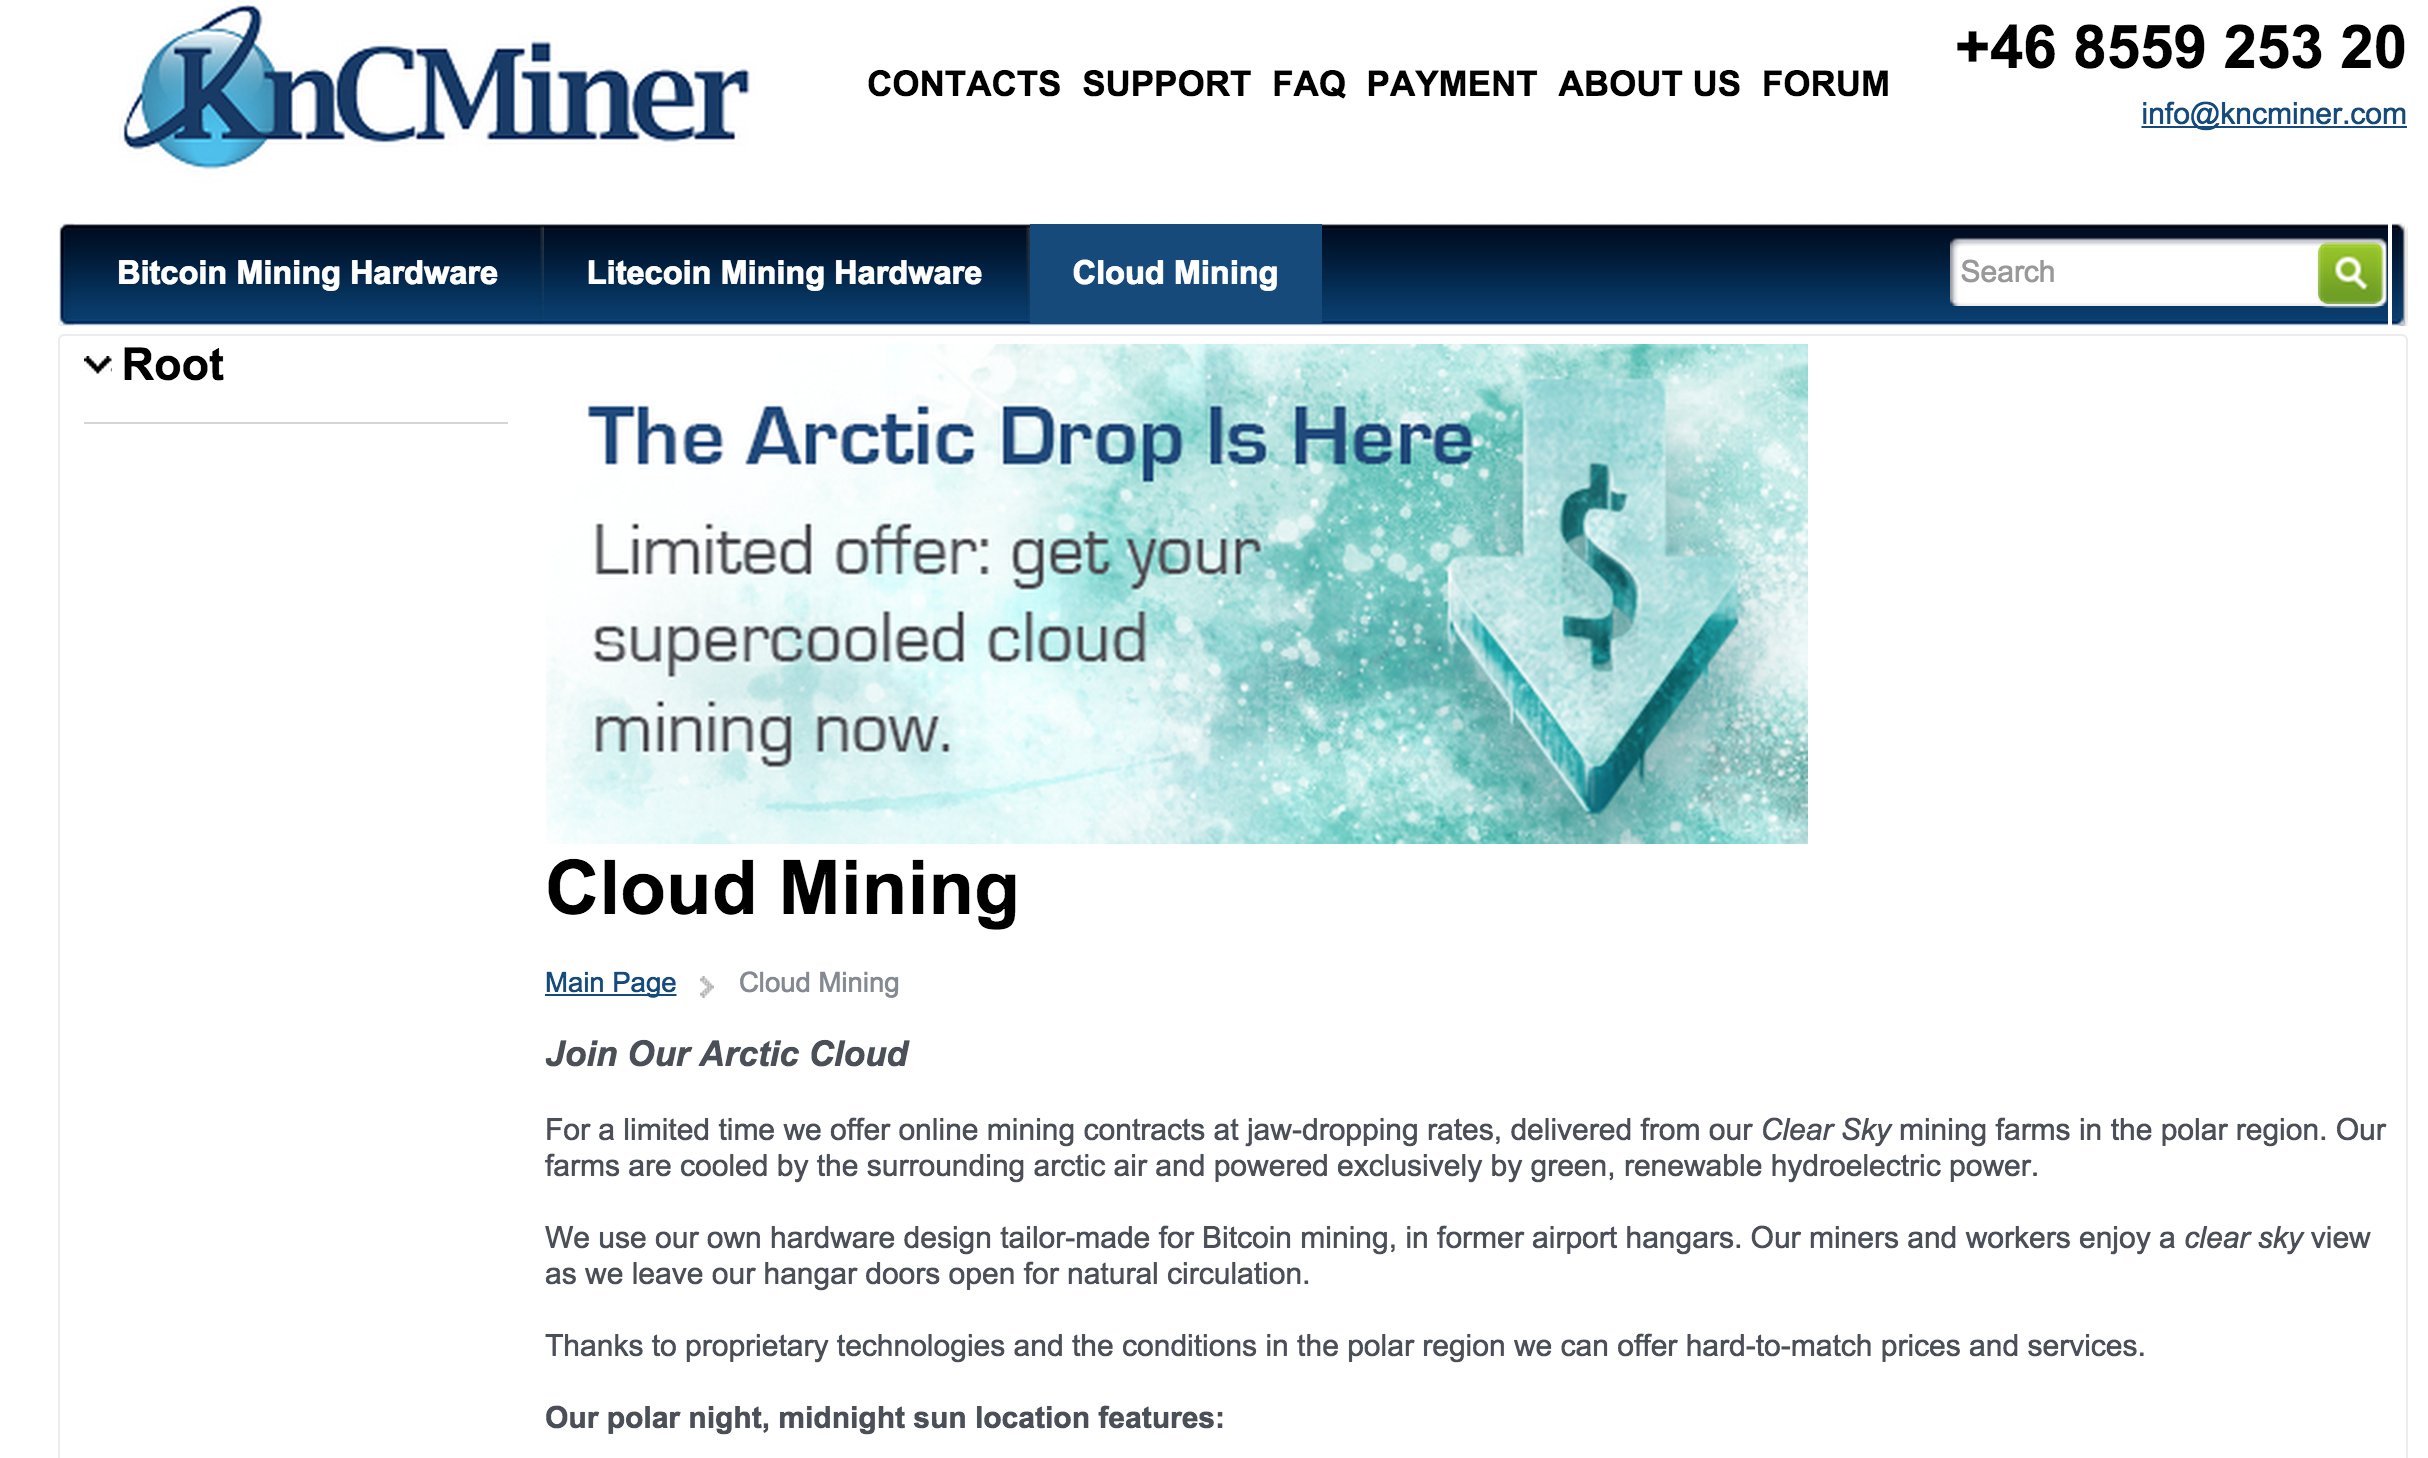 KnCMiner
CONTACTS SUPPORT FAQ PAYMENT ABOUT US FORUM
+46 8559 253 20
info@kncminer.com
Bitcoin Mining Hardware
Litecoin Mining Hardware
Cloud Mining
Search
Root
The Arctic Drop Is Here
Limited offer: get your
supercooled cloud
mining now.
$
Cloud Mining
Main Page
Cloud Mining
Join Our Arctic Cloud
For a limited time we offer online mining contracts at jaw-dropping rates, delivered from our Clear Sky mining farms in the polar region. Our
farms are cooled by the surrounding arctic air and powered exclusively by green, renewable hydroelectric power.
We use our own hardware design tailor-made for Bitcoin mining, in former airport hangars. Our miners and workers enjoy a clear sky view
as we leave our hangar doors open for natural circulation.
Thanks to proprietary technologies and the conditions in the polar region we can offer hard-to-match prices and services.
Our polar night, midnight sun location features: